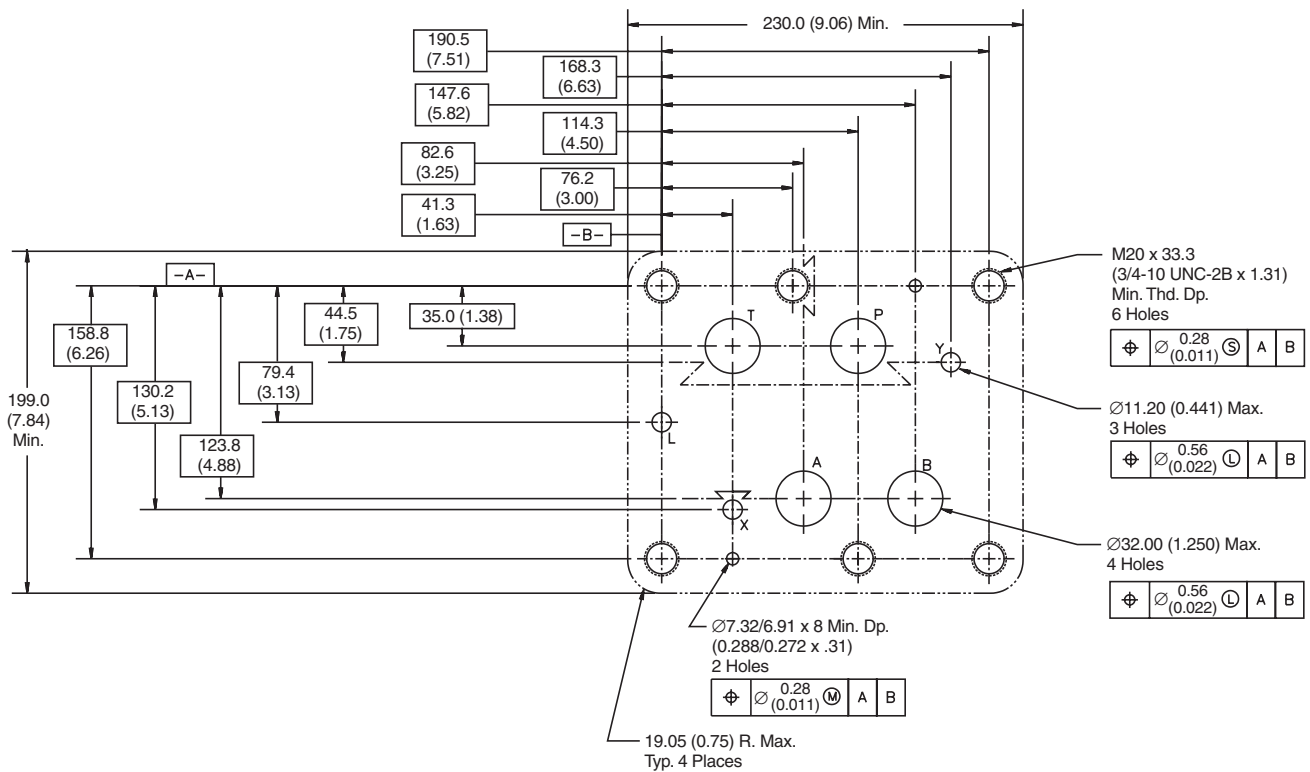 230.0 (9.06) Min.
190.5
(7.51)
168.3
(6.63)
147.6
(5.82)
114.3
(4.50)
82.6
(3.25)
76.2
(3.00)
41.3
(1.63)
-B-
-A-
M20 x 33.3
(3/4-10 UNC-2B x 1.31)
Min. Thd. Dp.
6 Holes
⌖ ∅ 0.28 (0.011) Ⓢ A B
44.5
(1.75)
35.0 (1.38)
T
P
Y
158.8
(6.26)
79.4
(3.13)
130.2
(5.13)
199.0
(7.84)
Min.
123.8
(4.88)
L
∅11.20 (0.441) Max.
3 Holes
⌖ ∅ 0.56 (0.022) Ⓛ A B
A
B
X
∅32.00 (1.250) Max.
4 Holes
⌖ ∅ 0.56 (0.022) Ⓛ A B
∅7.32/6.91 x 8 Min. Dp.
(0.288/0.272 x .31)
2 Holes
⌖ ∅ 0.28 (0.011) Ⓜ A B
19.05 (0.75) R. Max.
Typ. 4 Places